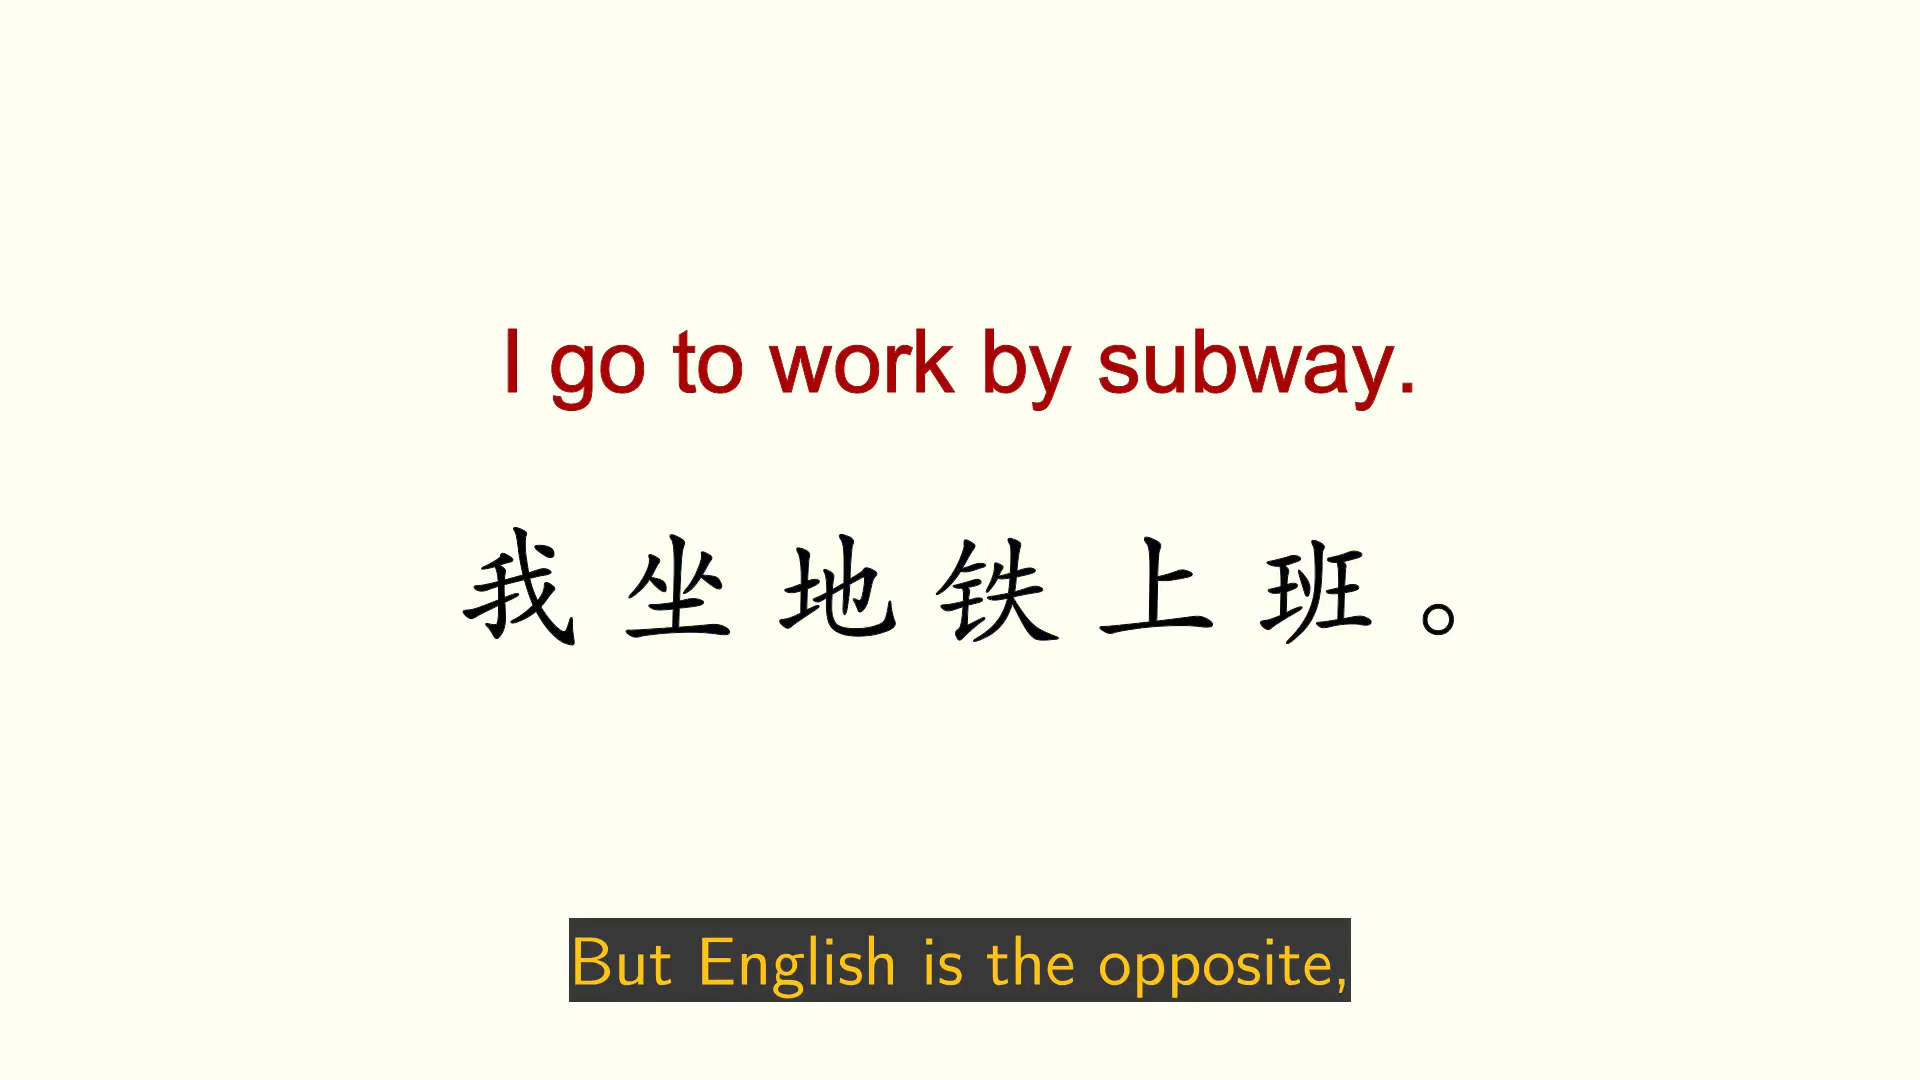 I go to work by subway.
我坐地铁上班。
But English is the opposite,